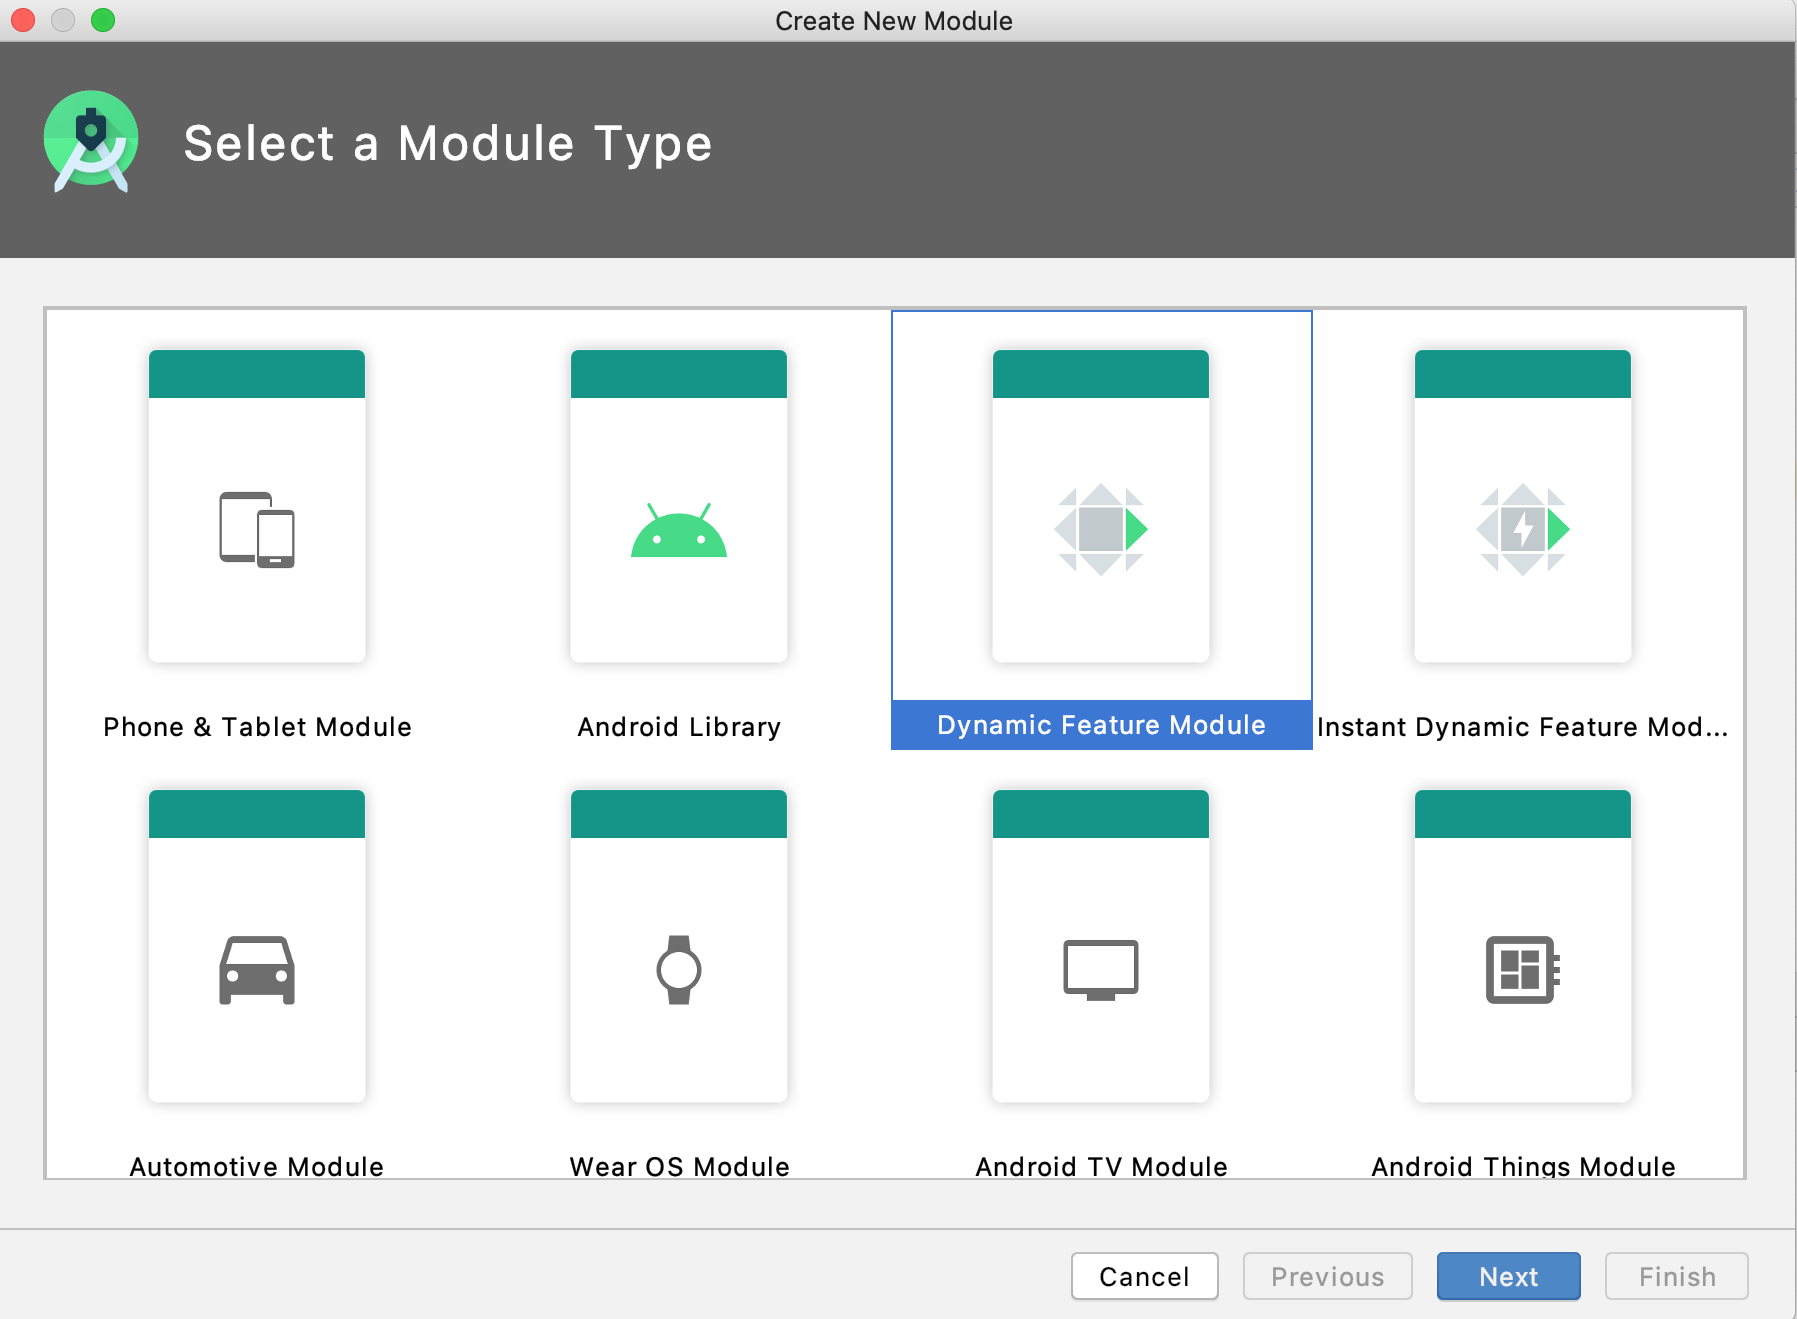 Create New Module
Select a Module Type
Phone & Tablet Module
Android Library
Dynamic Feature Module
Instant Dynamic Feature Mod...
Automotive Module
Wear OS Module
Android TV Module
Android Things Module
Cancel
Previous
Next
Finish